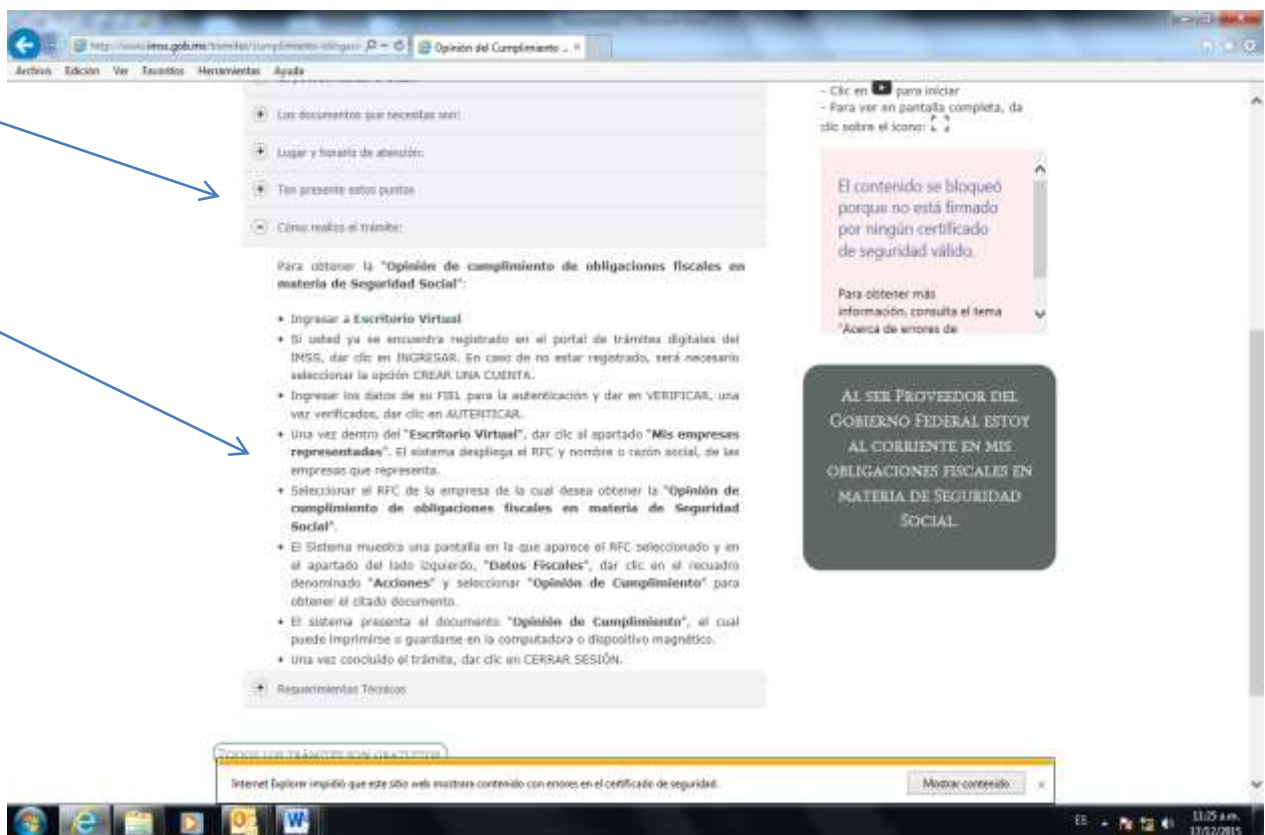 Opinión del Cumplimiento ...
Archivo Edición Ver Favoritos Herramientas Ayuda
Los documentos que necesitas son:
Lugar y horario de atención:
Ten presente estos puntos
Cómo realizo el trámite:
Para obtener la "Opinión de cumplimiento de obligaciones fiscales en
materia de Seguridad Social":
• Ingresar a Escritorio Virtual
• Si usted ya se encuentra registrado en el portal de trámites digitales del
IMSS, dar clic en INGRESAR. En caso de no estar registrado, será necesario
seleccionar la opción CREAR UNA CUENTA.
• Ingresar los datos de su FIEL para la autenticación y dar en VERIFICAR, una
vez verificados, dar clic en AUTENTICAR.
• Una vez dentro del "Escritorio Virtual", dar clic al apartado "Mis empresas
representadas". El sistema despliega el RFC y nombre o razón social, de las
empresas que representa.
• Seleccionar el RFC de la empresa de la cual desea obtener la "Opinión de
cumplimiento de obligaciones fiscales en materia de Seguridad
Social".
• El Sistema muestra una pantalla en la que aparece el RFC seleccionado y en
el apartado del lado izquierdo, "Datos Fiscales", dar clic en el recuadro
denominado "Acciones" y seleccionar "Opinión de Cumplimiento" para
obtener el citado documento.
• El sistema presenta el documento "Opinión de Cumplimiento", el cual
puede imprimirse o guardarse en la computadora o dispositivo magnético.
• Una vez concluido el trámite, dar clic en CERRAR SESIÓN.
Requerimientos Técnicos
- Clic en para iniciar
- Para ver en pantalla completa, da
clic sobre el icono:
El contenido se bloqueó
porque no está firmado
por ningún certificado
de seguridad válido.
Para obtener más
información, consulta el tema
"Acerca de errores de
AL SER PROVEEDOR DEL
GOBIERNO FEDERAL ESTOY
AL CORRIENTE EN MIS
OBLIGACIONES FISCALES EN
MATERIA DE SEGURIDAD
SOCIAL.
TODOS LOS TRÁMITES SON GRATUITOS
Internet Explorer impidió que este sitio web mostrara contenido con errores en el certificado de seguridad.
Mostrar contenido
ES
11:25 a.m.
17/12/2015